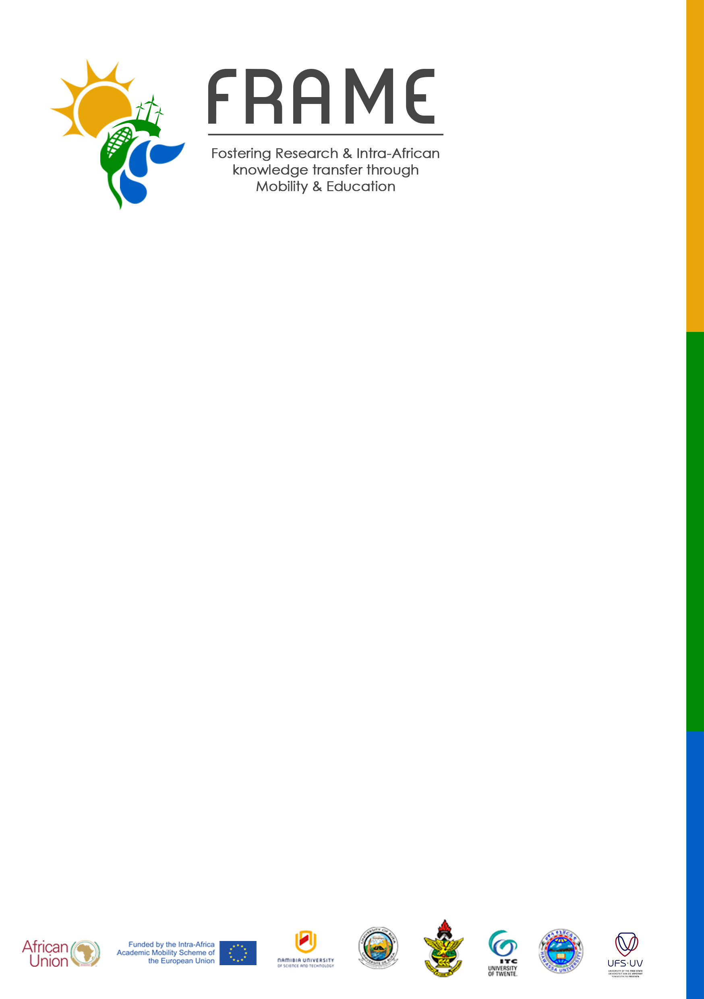 FRAME
Fostering Research & Intra-African
knowledge transfer through
Mobility & Education
African
Union
Funded by the Intra-Africa
Academic Mobility Scheme of
the European Union
NAMIBIA UNIVERSITY
OF SCIENCE AND TECHNOLOGY
UNIVERSITY OF BUEA
UNIVERSITE DE BUEA
ITC
UNIVERSITY
OF TWENTE.
HAWASSA UNIVERSITY
UFS·UV
UNIVERSITY OF THE FREE STATE
UNIVERSITEIT VAN DIE VRYSTAAT
YUNIVESITHI YA FREISTATA